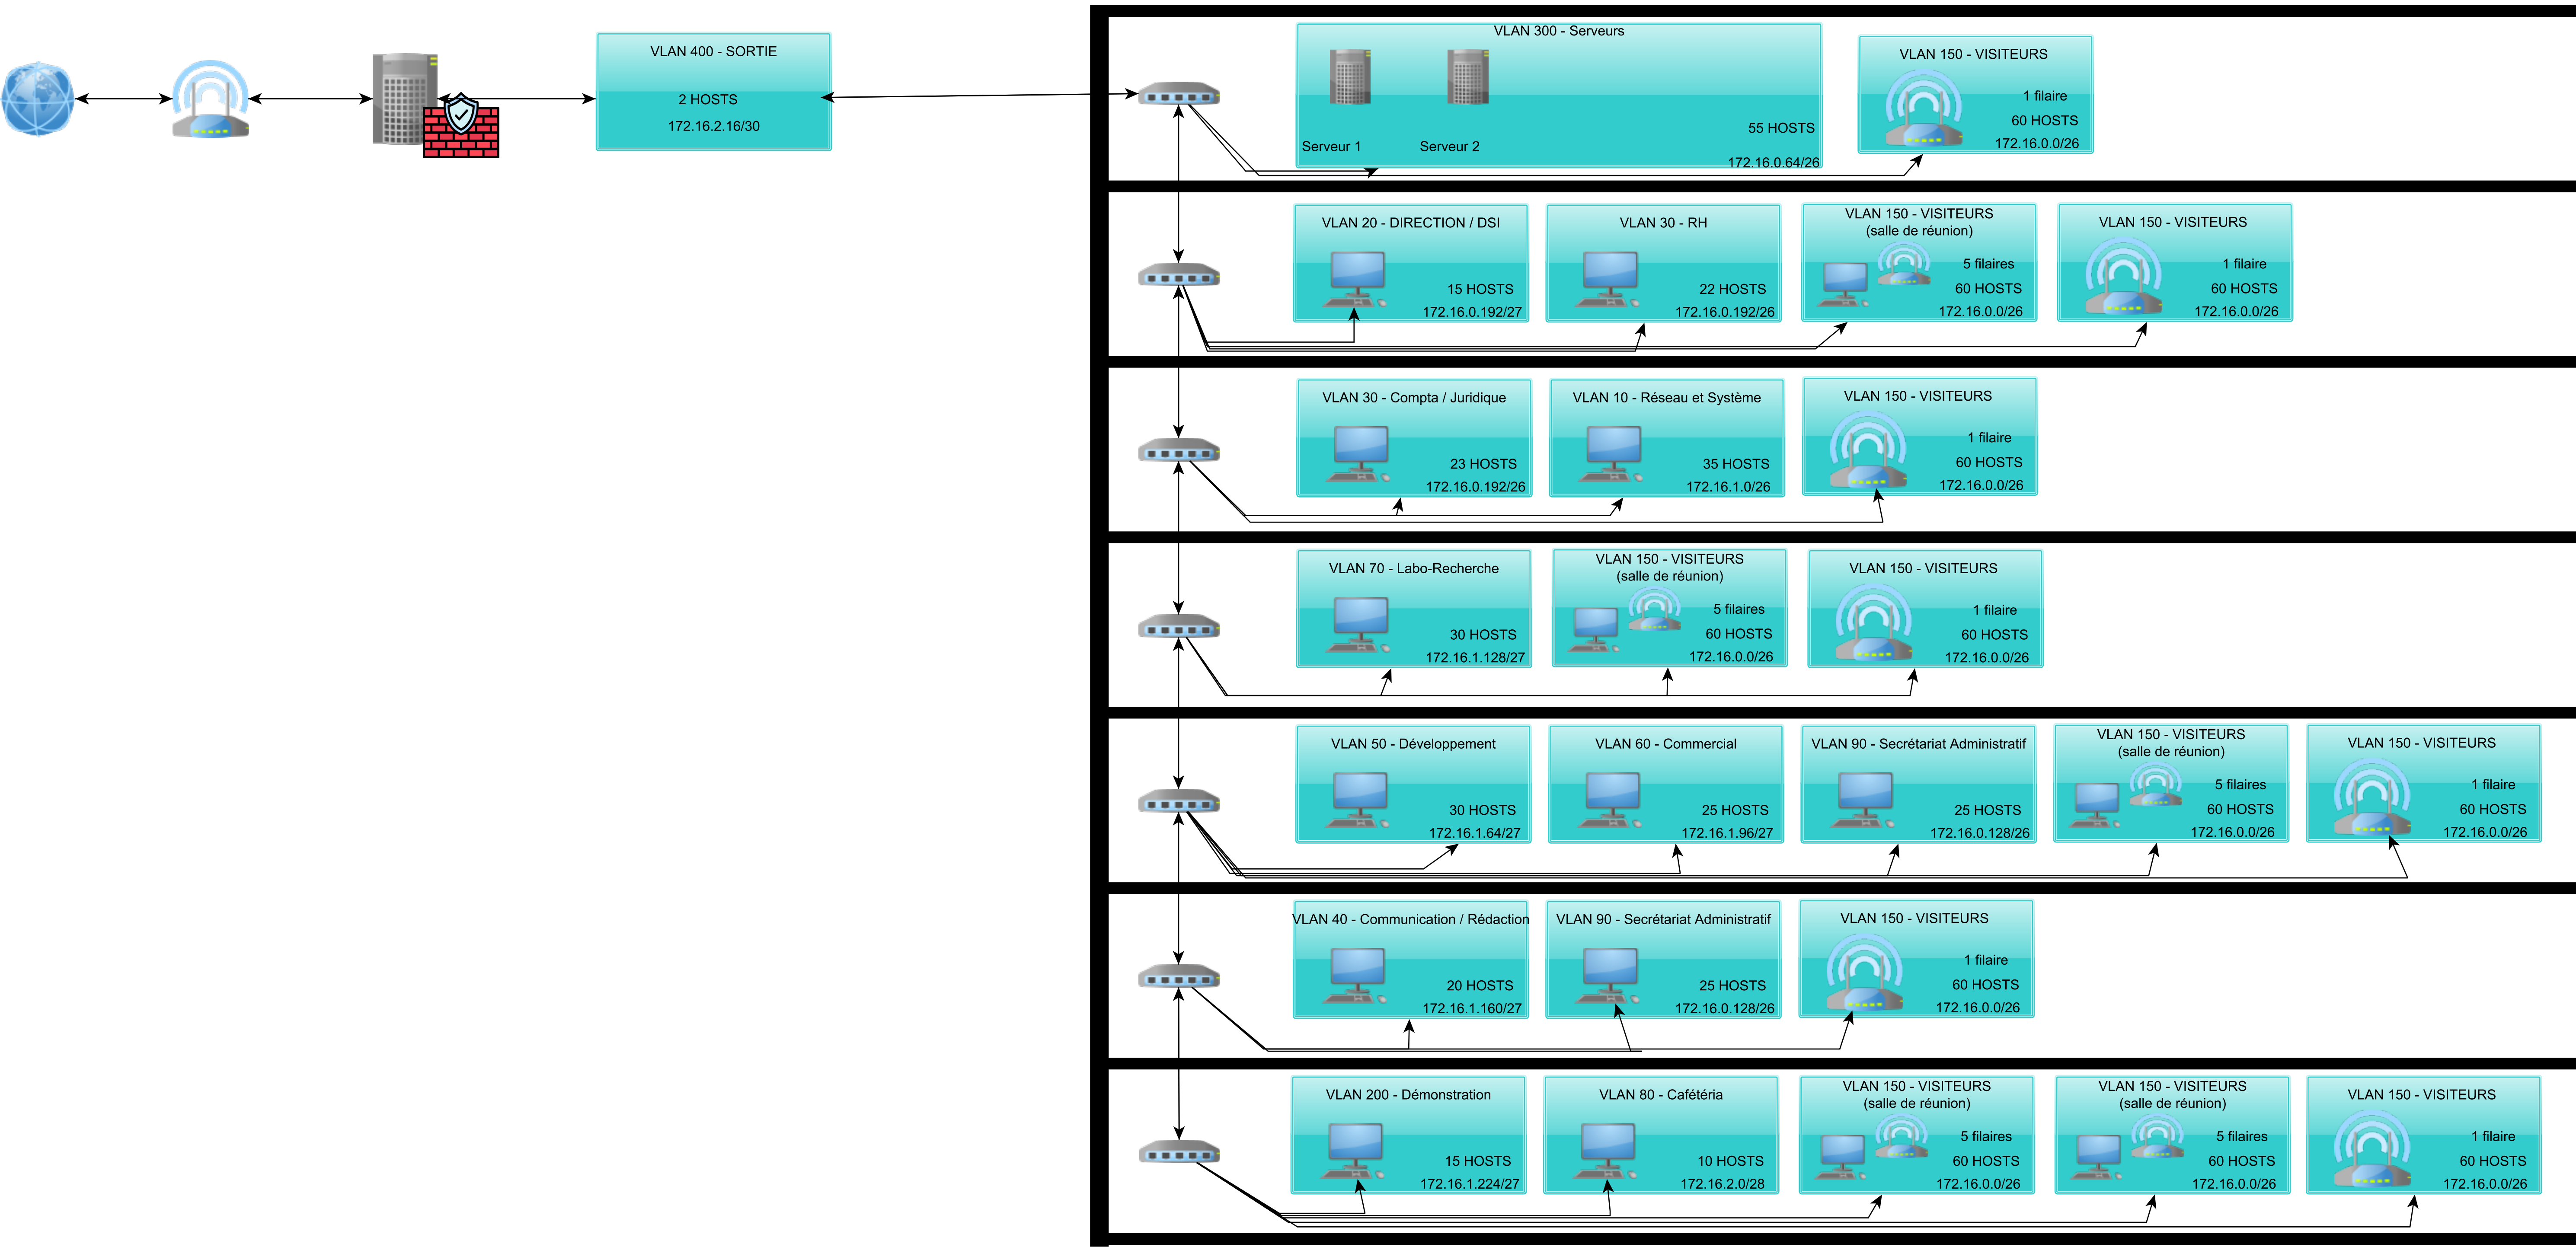 VLAN 400 - SORTIE
2 HOSTS
172.16.2.16/30
VLAN 300 - Serveurs
55 HOSTS
Serveur 1
Serveur 2
172.16.0.64/26
VLAN 150 - VISITEURS
1 filaire
60 HOSTS
172.16.0.0/26
VLAN 20 - DIRECTION / DSI
15 HOSTS
172.16.0.192/27
VLAN 30 - RH
22 HOSTS
172.16.0.192/26
VLAN 150 - VISITEURS
(salle de réunion)
5 filaires
60 HOSTS
172.16.0.0/26
VLAN 150 - VISITEURS
1 filaire
60 HOSTS
172.16.0.0/26
VLAN 30 - Compta / Juridique
23 HOSTS
172.16.0.192/26
VLAN 10 - Réseau et Système
35 HOSTS
172.16.1.0/26
VLAN 150 - VISITEURS
1 filaire
60 HOSTS
172.16.0.0/26
VLAN 70 - Labo-Recherche
30 HOSTS
172.16.1.128/27
VLAN 150 - VISITEURS
(salle de réunion)
5 filaires
60 HOSTS
172.16.0.0/26
VLAN 150 - VISITEURS
1 filaire
60 HOSTS
172.16.0.0/26
VLAN 50 - Développement
30 HOSTS
172.16.1.64/27
VLAN 60 - Commercial
25 HOSTS
172.16.1.96/27
VLAN 90 - Secrétariat Administratif
25 HOSTS
172.16.0.128/26
VLAN 150 - VISITEURS
(salle de réunion)
5 filaires
60 HOSTS
172.16.0.0/26
VLAN 150 - VISITEURS
1 filaire
60 HOSTS
172.16.0.0/26
VLAN 40 - Communication / Rédaction
20 HOSTS
172.16.1.160/27
VLAN 90 - Secrétariat Administratif
25 HOSTS
172.16.0.128/26
VLAN 150 - VISITEURS
1 filaire
60 HOSTS
172.16.0.0/26
VLAN 200 - Démonstration
15 HOSTS
172.16.1.224/27
VLAN 80 - Cafétéria
10 HOSTS
172.16.2.0/28
VLAN 150 - VISITEURS
(salle de réunion)
5 filaires
60 HOSTS
172.16.0.0/26
VLAN 150 - VISITEURS
(salle de réunion)
5 filaires
60 HOSTS
172.16.0.0/26
VLAN 150 - VISITEURS
1 filaire
60 HOSTS
172.16.0.0/26